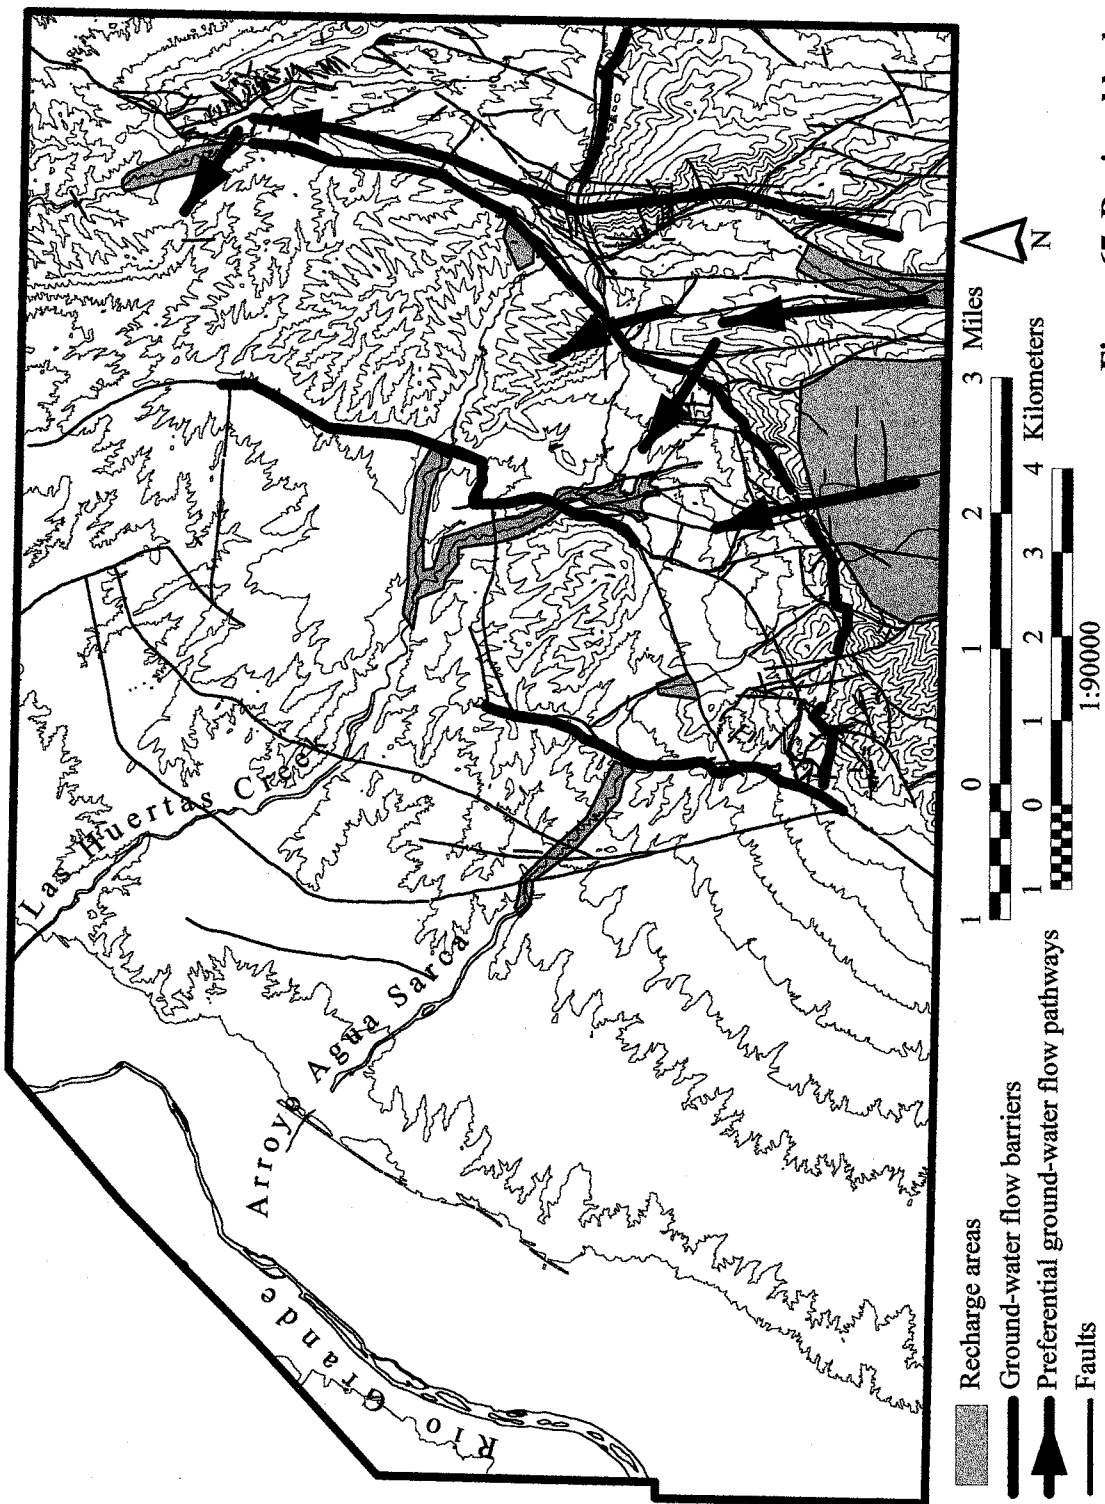 Las Huertas Creek
Arroyo Agua Sarca
Rio Grande
Recharge areas
Ground-water flow barriers
Preferential ground-water flow pathways
Faults
1 0 1 2 3 Miles
1 0 1 2 3 4 Kilometers
1:90000
N